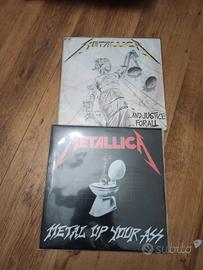 METALLICA
...AND JUSTICE
FOR ALL
METALLICA
METAL UP YOUR ASS
subito